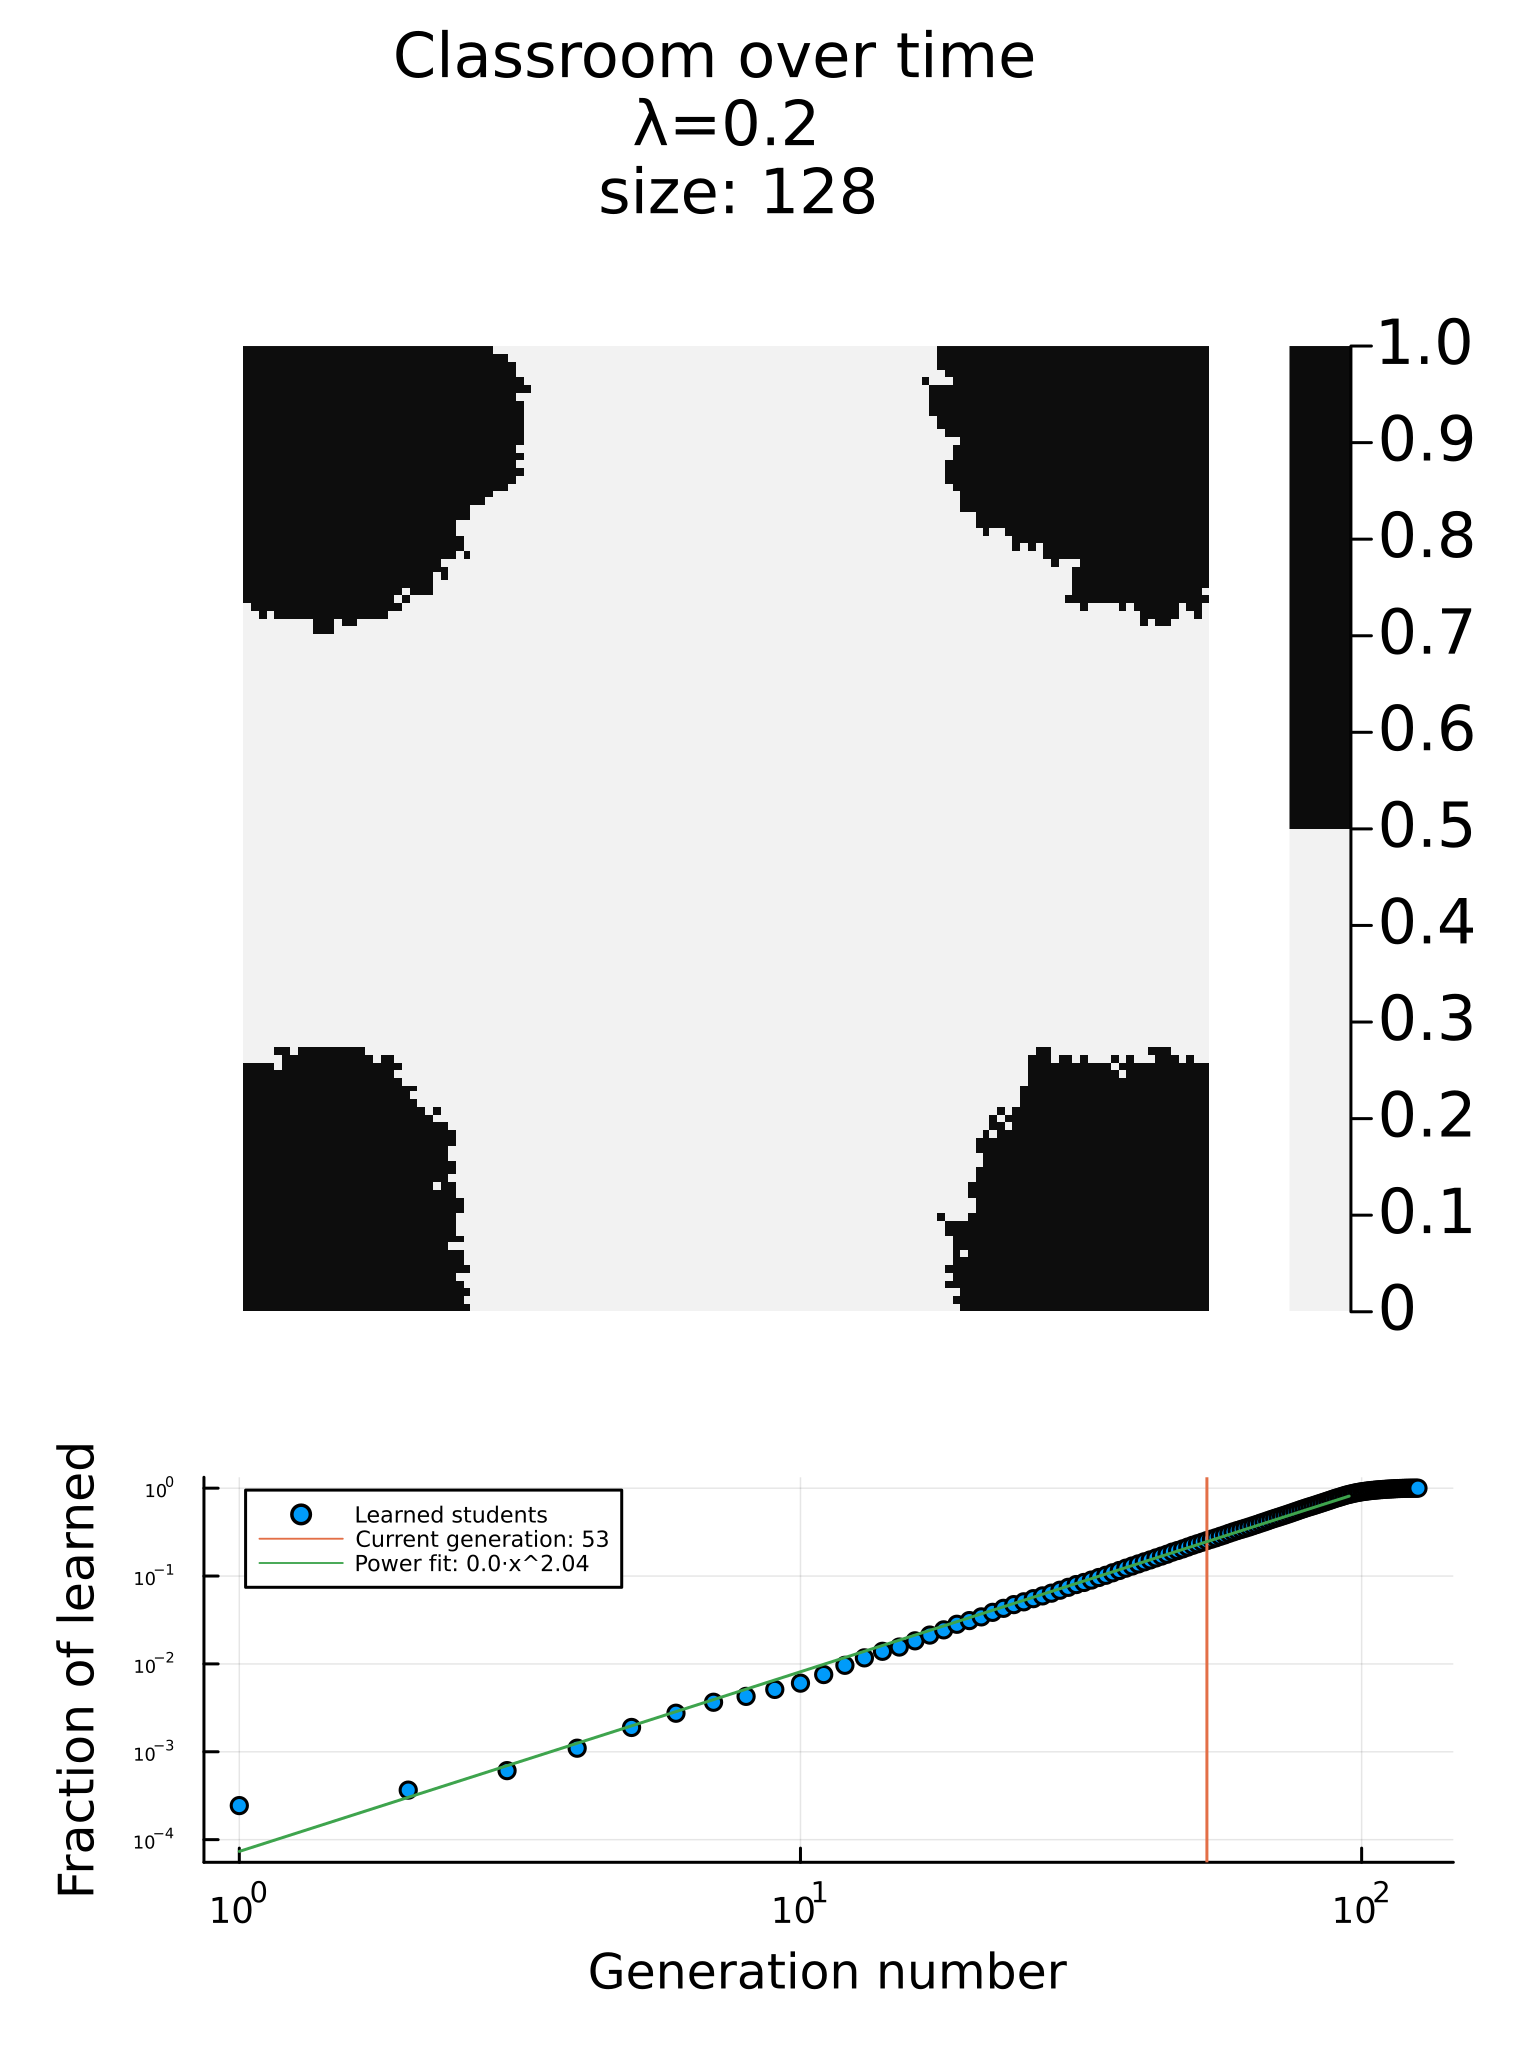 Classroom over time
λ=0.2
size: 128
1.0
0.9
0.8
0.7
0.6
0.5
0.4
0.3
0.2
0.1
0
Fraction of learned
10^0
10^-1
10^-2
10^-3
10^-4
Learned students
Current generation: 53
Power fit: 0.0·x^2.04
10^0
10^1
10^2
Generation number